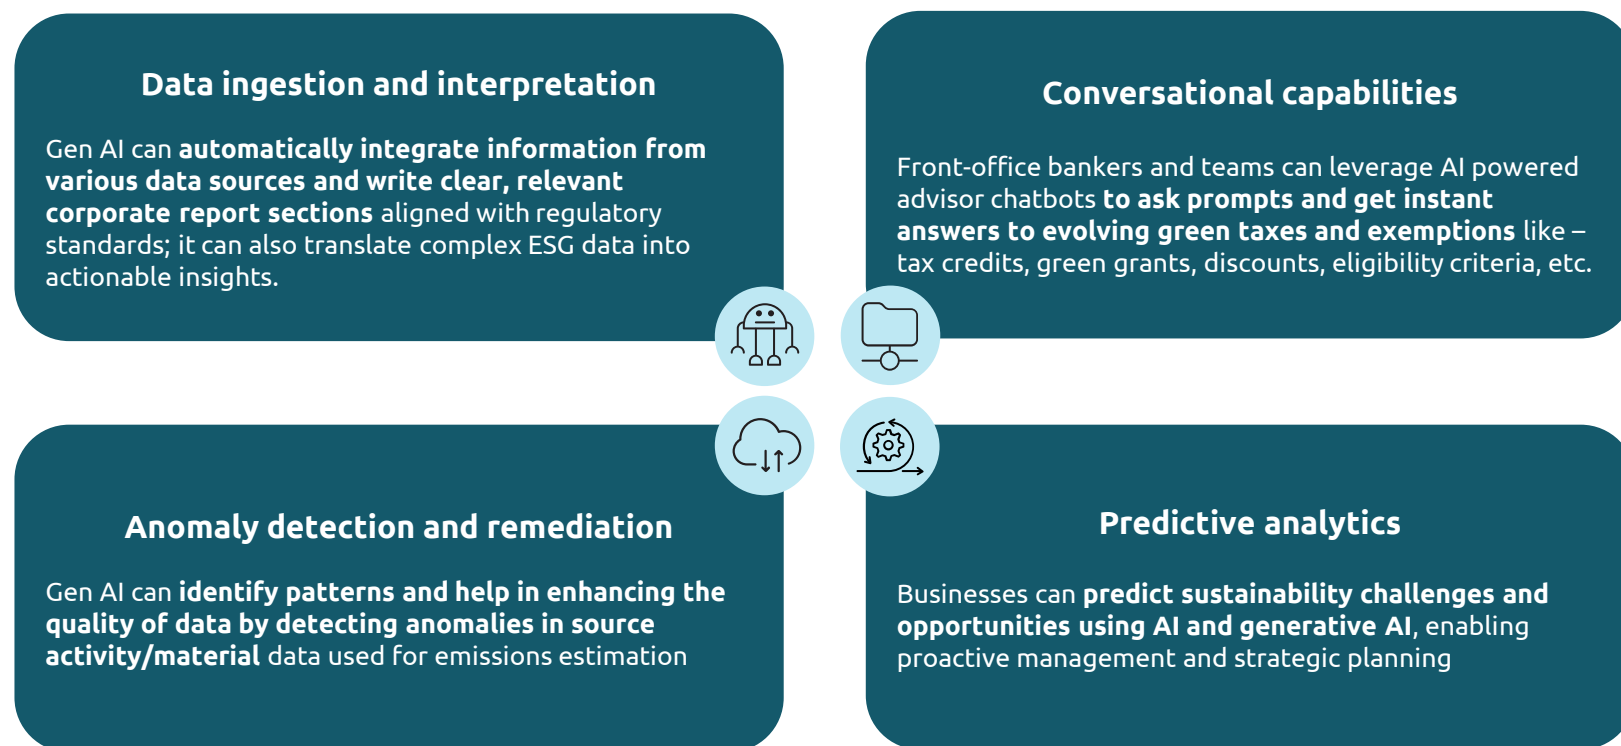 Data ingestion and interpretation
Gen AI can automatically integrate information from
various data sources and write clear, relevant
corporate report sections aligned with regulatory
standards; it can also translate complex ESG data into
actionable insights.
Conversational capabilities
Front-office bankers and teams can leverage AI powered
advisor chatbots to ask prompts and get instant
answers to evolving green taxes and exemptions like –
tax credits, green grants, discounts, eligibility criteria, etc.
Anomaly detection and remediation
Gen AI can identify patterns and help in enhancing the
quality of data by detecting anomalies in source
activity/material data used for emissions estimation
Predictive analytics
Businesses can predict sustainability challenges and
opportunities using AI and generative AI, enabling
proactive management and strategic planning